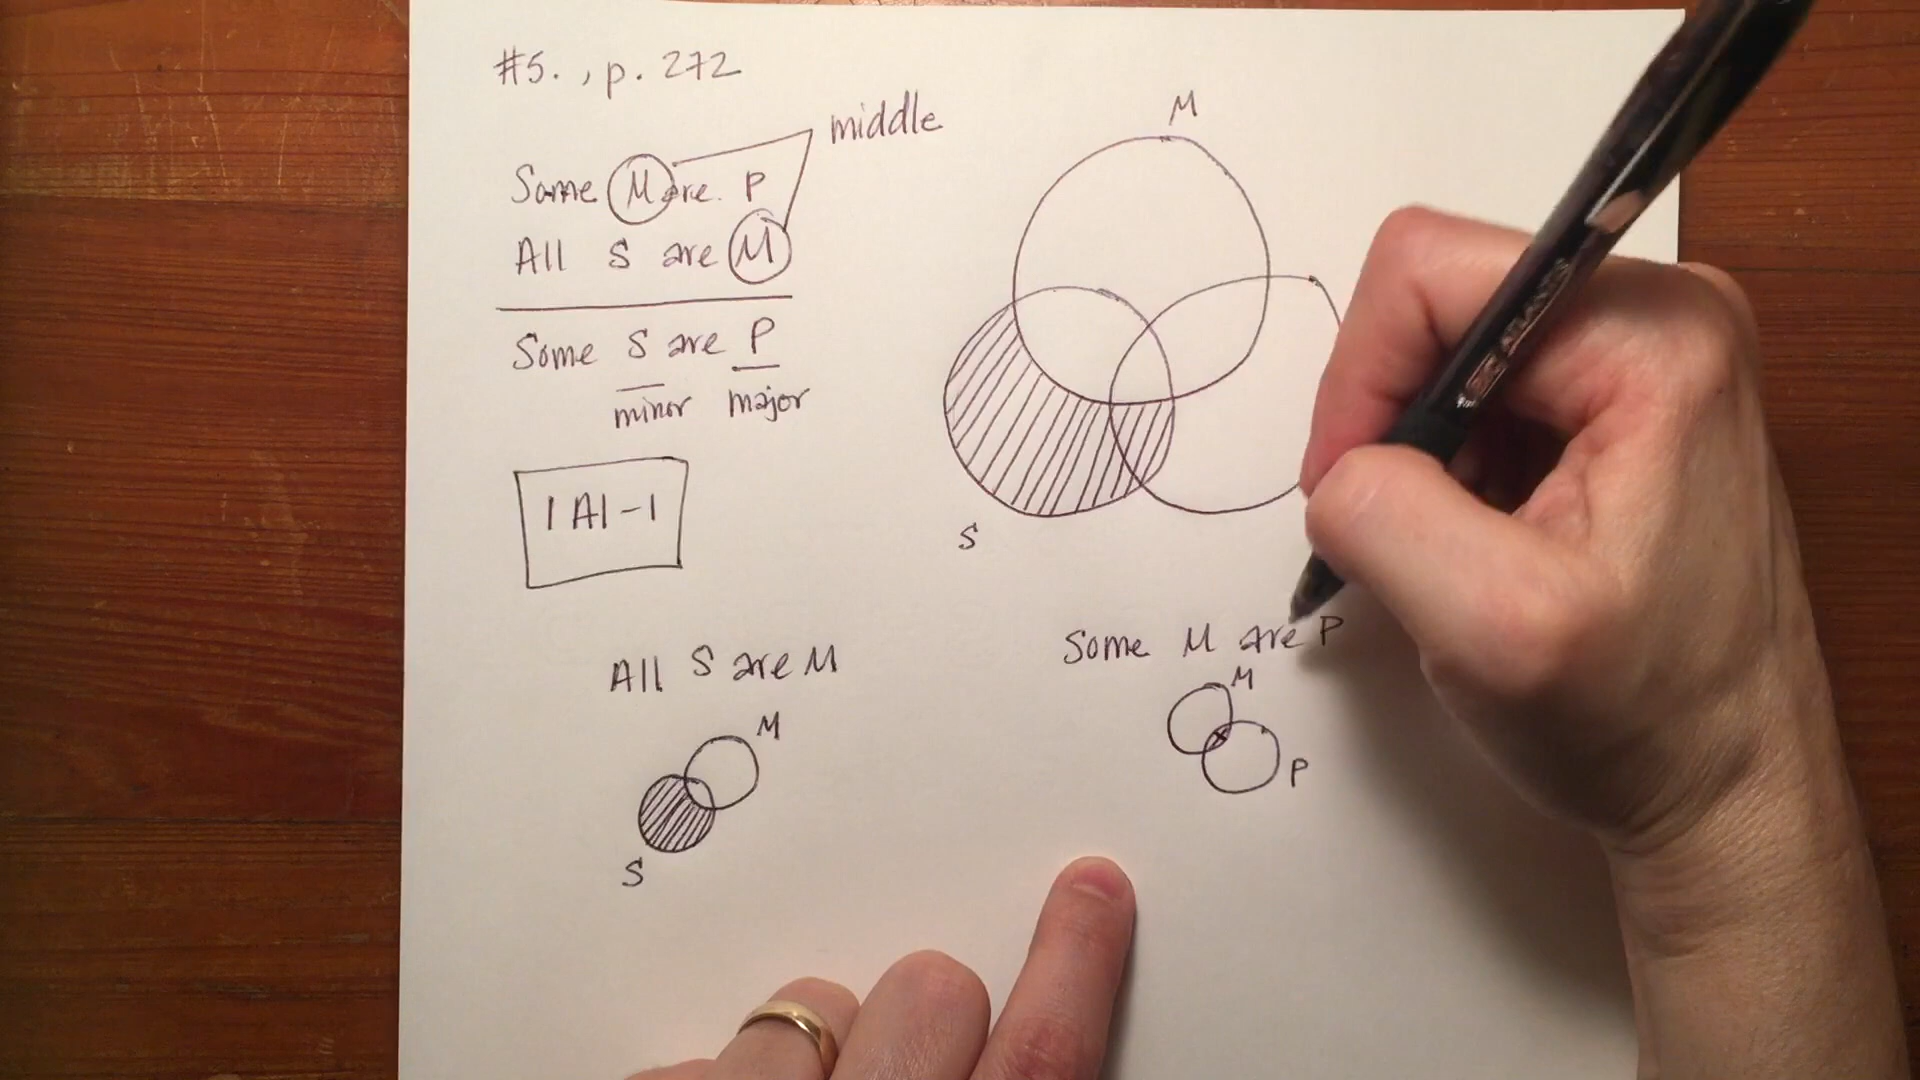 #5. , p. 272
middle
Some M are P
All S are M
Some S are P
minor major
IAI-1
M
S
All S are M
M
S
Some M are P
M
P